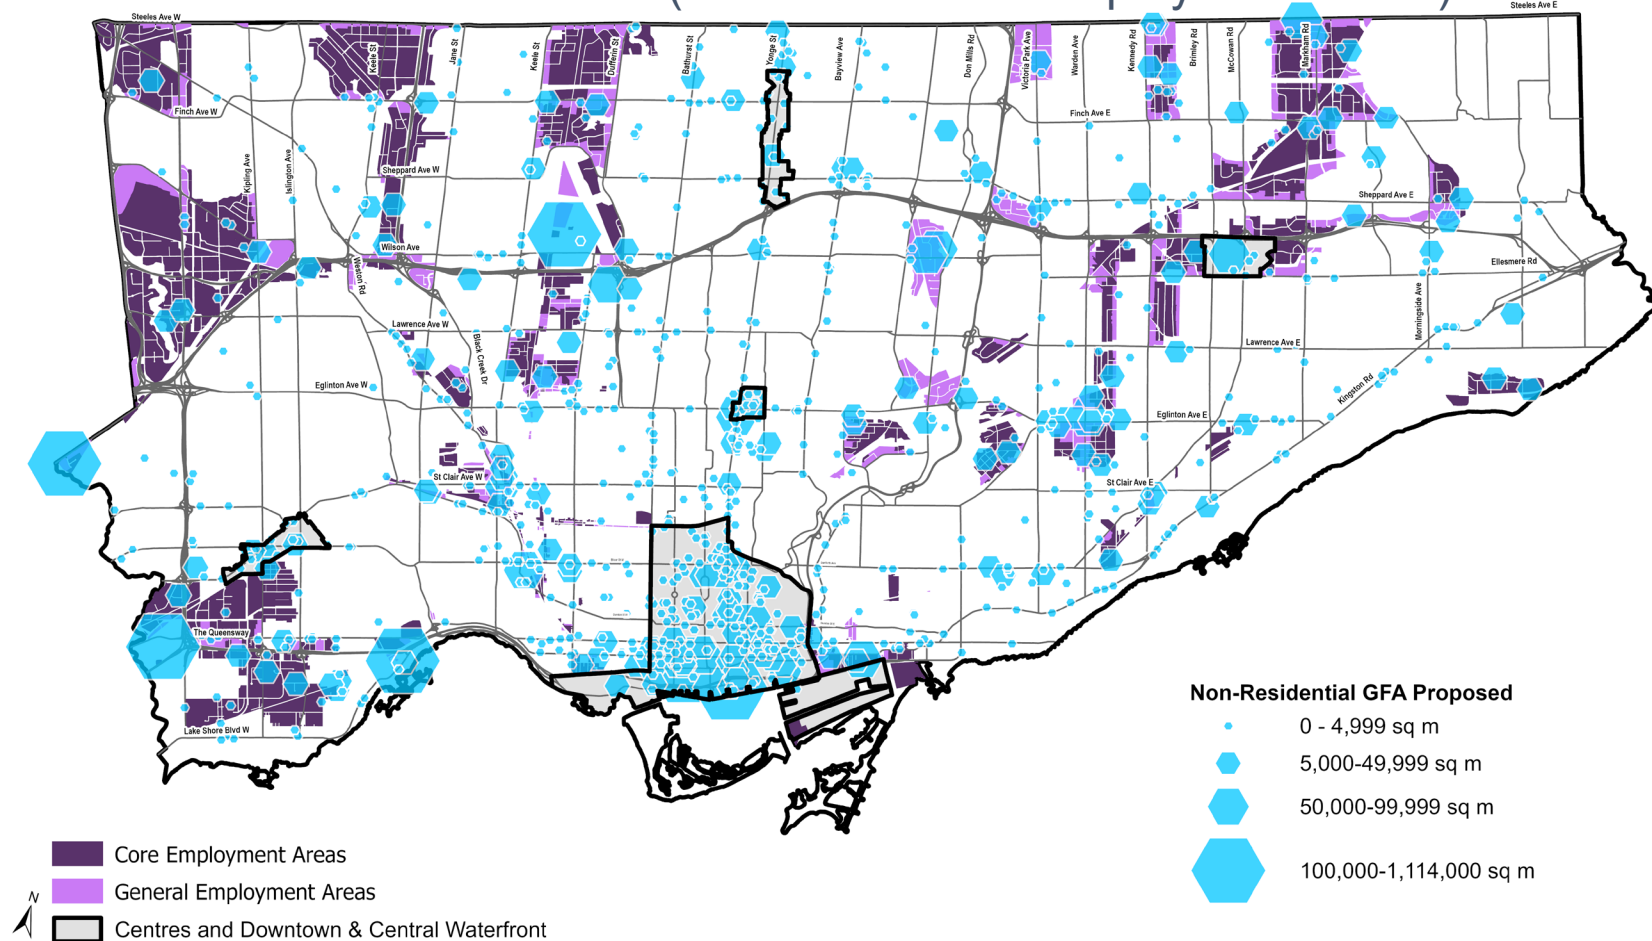 Steeles Ave W
Steeles Ave E
Keele St
Jane St
Keele St
Dufferin St
Bathurst St
Yonge St
Bayview Ave
Don Mills Rd
Victoria Park Ave
Warden Ave
Kennedy Rd
Brimley Rd
McCowan Rd
Markham Rd
Finch Ave W
Finch Ave E
Kipling Ave
Islington Ave
Sheppard Ave W
Sheppard Ave E
Wilson Ave
Weston Rd
Ellesmere Rd
Morningside Ave
Lawrence Ave W
Black Creek Dr
Lawrence Ave E
Eglinton Ave W
Kingston Rd
Eglinton Ave E
St Clair Ave W
St Clair Ave E
The Queensway
Lake Shore Blvd W
Non-Residential GFA Proposed
0 - 4,999 sq m
5,000-49,999 sq m
50,000-99,999 sq m
100,000-1,114,000 sq m
Core Employment Areas
General Employment Areas
Centres and Downtown & Central Waterfront
N